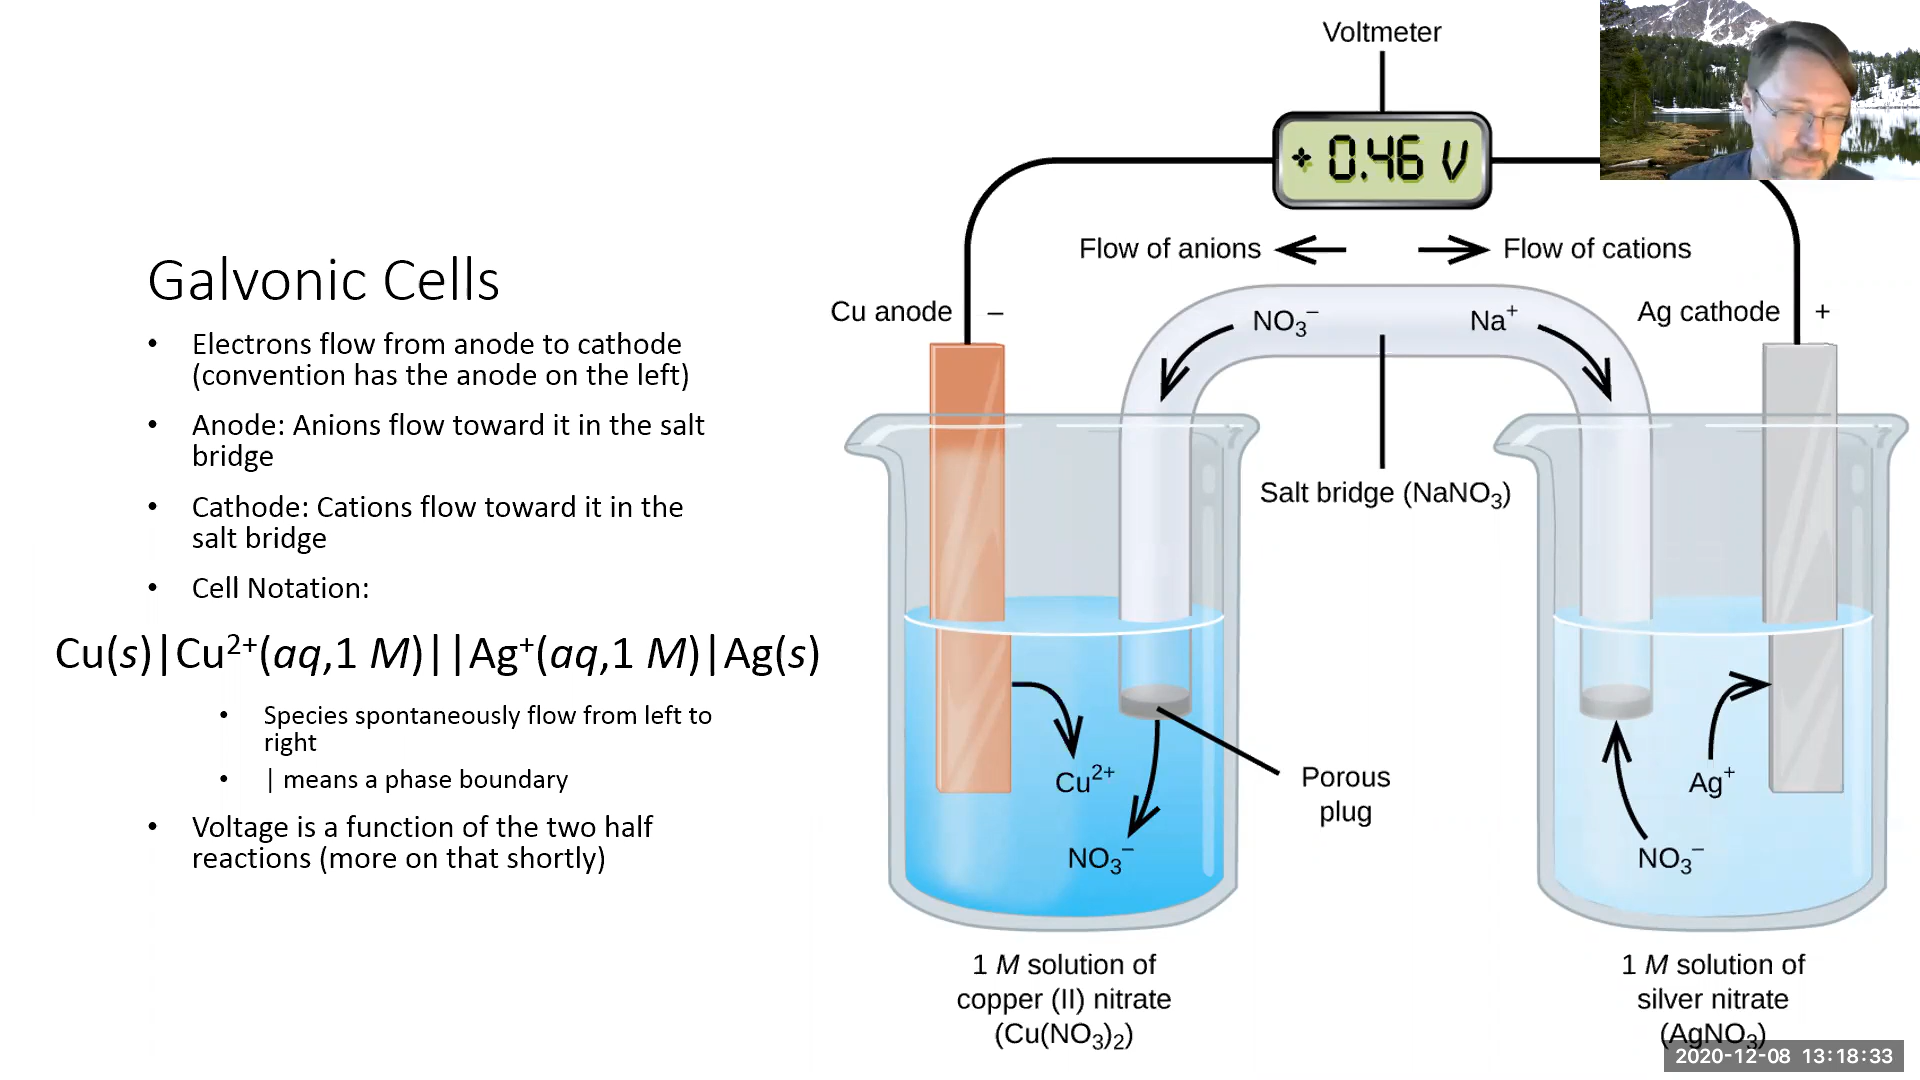 Galvonic Cells
• Electrons flow from anode to cathode
(convention has the anode on the left)
• Anode: Anions flow toward it in the salt
bridge
• Cathode: Cations flow toward it in the
salt bridge
• Cell Notation:
Cu(s)|Cu²⁺(aq,1 M)||Ag⁺(aq,1 M)|Ag(s)
• Species spontaneously flow from left to
right
• | means a phase boundary
• Voltage is a function of the two half
reactions (more on that shortly)
Voltmeter
+ 0.46 V
Flow of anions
Flow of cations
Cu anode –
NO₃⁻
Na⁺
Ag cathode +
Salt bridge (NaNO₃)
Cu²⁺
NO₃⁻
Porous
plug
Ag⁺
NO₃⁻
1 M solution of
copper (II) nitrate
(Cu(NO₃)₂)
1 M solution of
silver nitrate
(AgNO₃)
2020-12-08 13:18:33